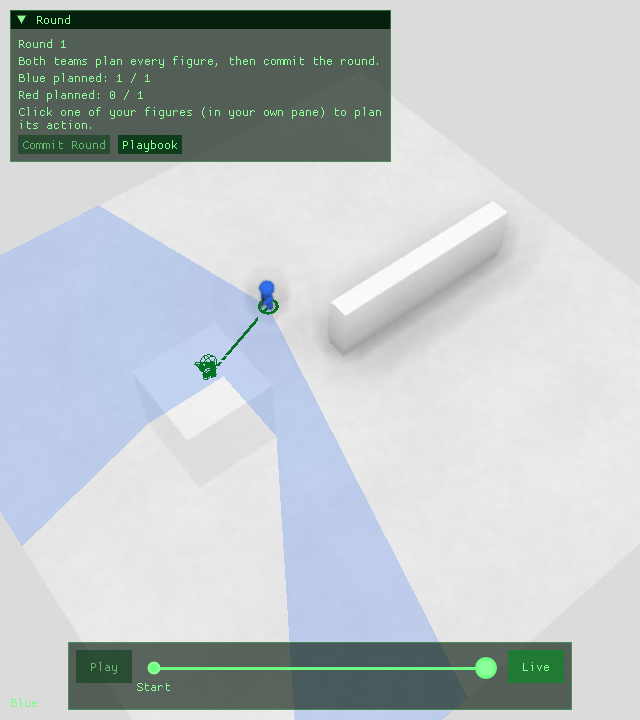 Round
Round 1
Both teams plan every figure, then commit the round.
Blue planned: 1 / 1
Red planned: 0 / 1
Click one of your figures (in your own pane) to plan
its action.
Commit Round Playbook
Play
Live
Start
Blue